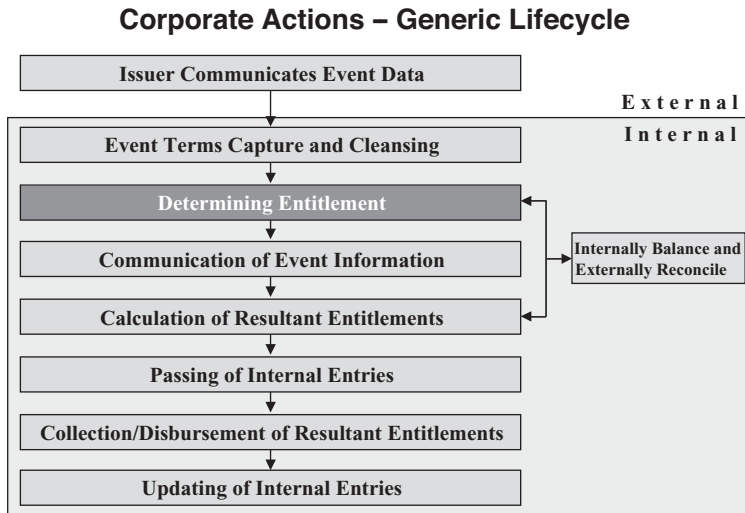 Corporate Actions – Generic Lifecycle
Issuer Communicates Event Data
E x t e r n a l
I n t e r n a l
Event Terms Capture and Cleansing
Determining Entitlement
Communication of Event Information
Internally Balance and
Externally Reconcile
Calculation of Resultant Entitlements
Passing of Internal Entries
Collection/Disbursement of Resultant Entitlements
Updating of Internal Entries